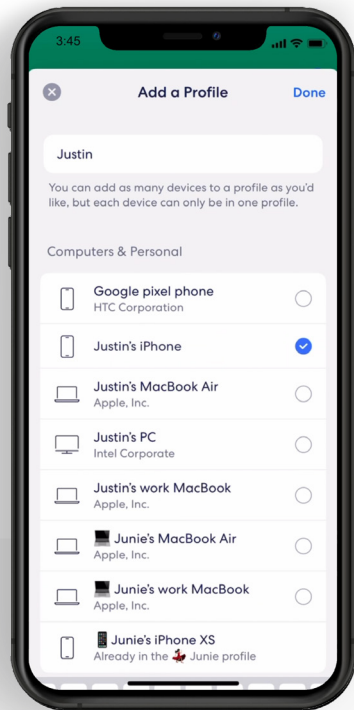 3:45
Add a Profile
Done
Justin
You can add as many devices to a profile as you'd
like, but each device can only be in one profile.
Computers & Personal
Google pixel phone
HTC Corporation
Justin's iPhone
Justin's MacBook Air
Apple, Inc.
Justin's PC
Intel Corporate
Justin's work MacBook
Apple, Inc.
💻 Junie's MacBook Air
Apple, Inc.
💻 Junie's work MacBook
Apple, Inc.
📱 Junie's iPhone XS
Already in the 💃 Junie profile